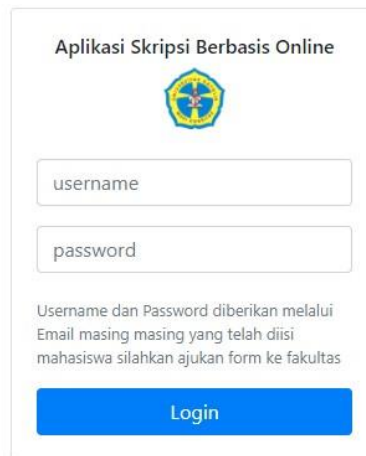 Aplikasi Skripsi Berbasis Online
username
password
Username dan Password diberikan melalui
Email masing masing yang telah diisi
mahasiswa silahkan ajukan form ke fakultas
Login